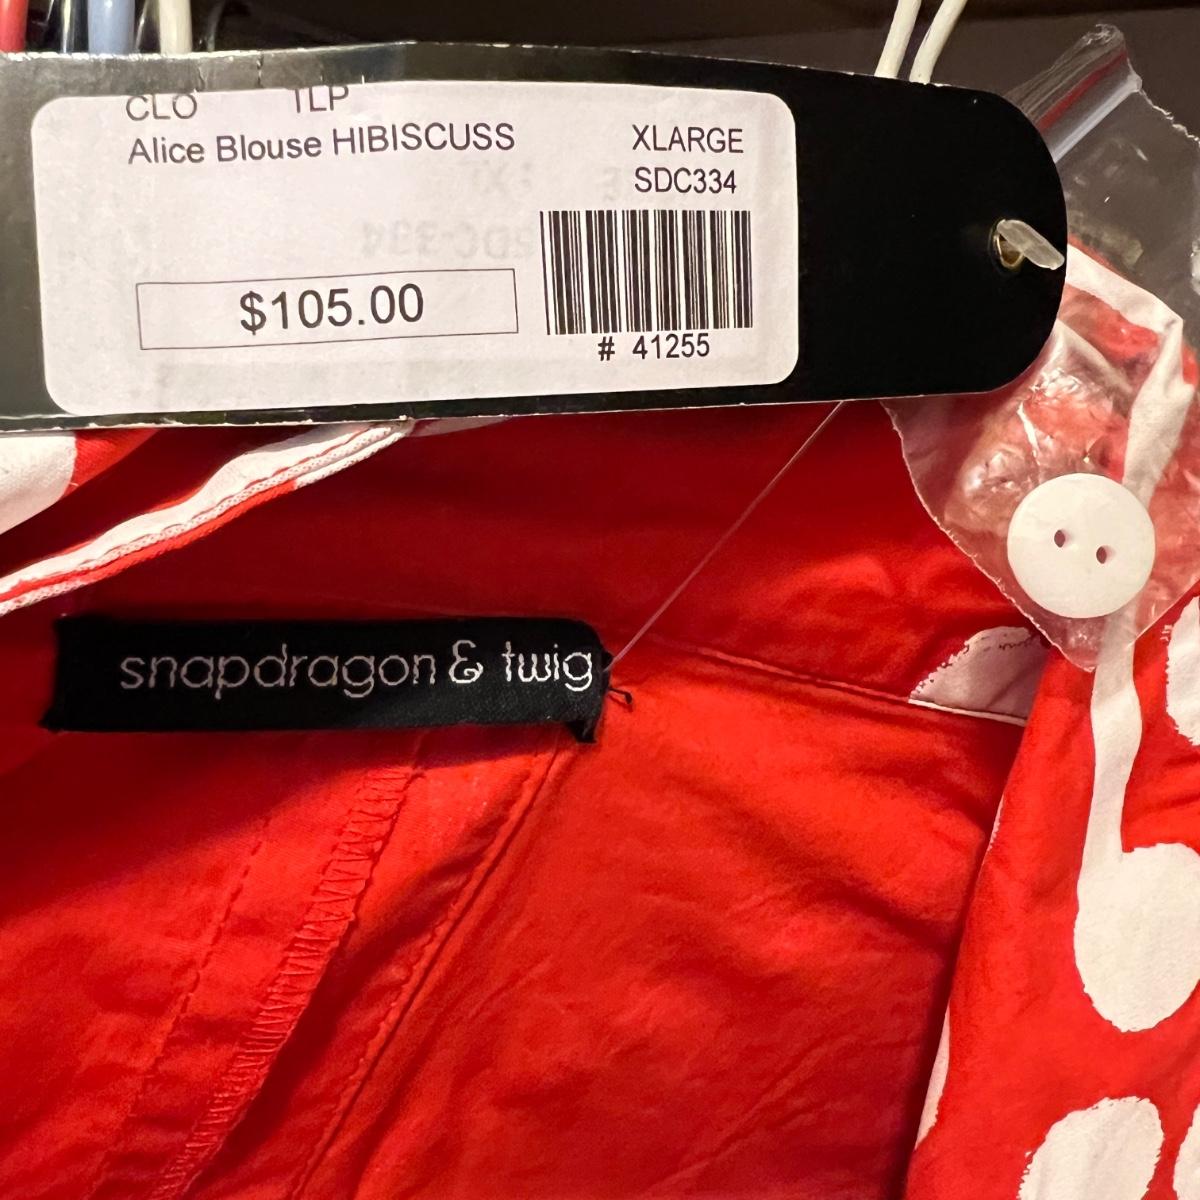 CLO TLP
Alice Blouse HIBISCUSS
XLARGE
SDC334
$105.00
# 41255
snapdragon & twig